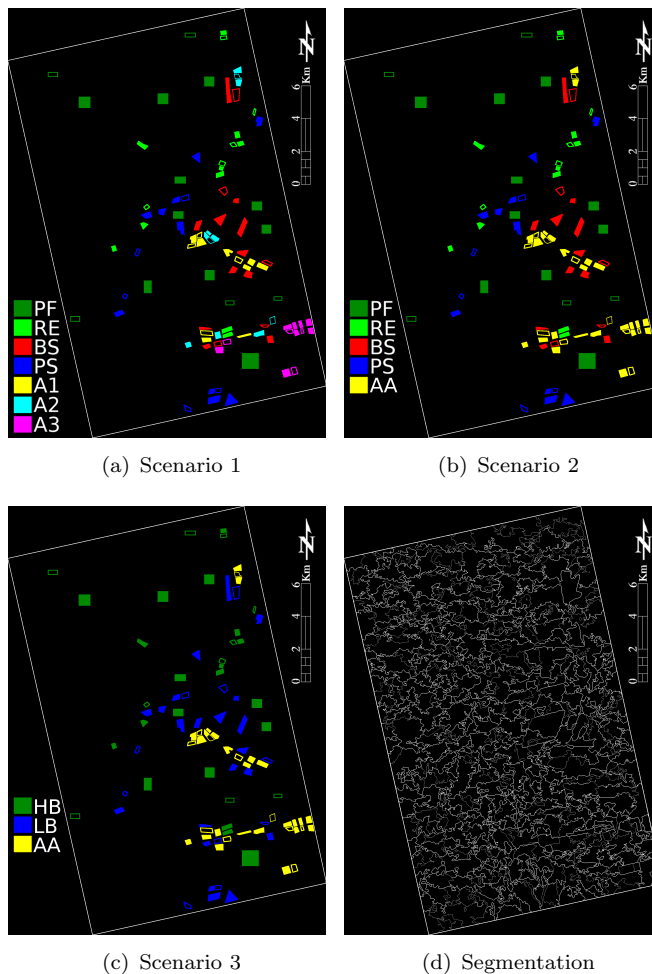 N
Km
6
4
2
0
PF
RE
BS
PS
A1
A2
A3
(a) Scenario 1
N
Km
6
4
2
0
PF
RE
BS
PS
AA
(b) Scenario 2
N
Km
6
4
2
0
HB
LB
AA
(c) Scenario 3
N
Km
6
4
2
0
(d) Segmentation